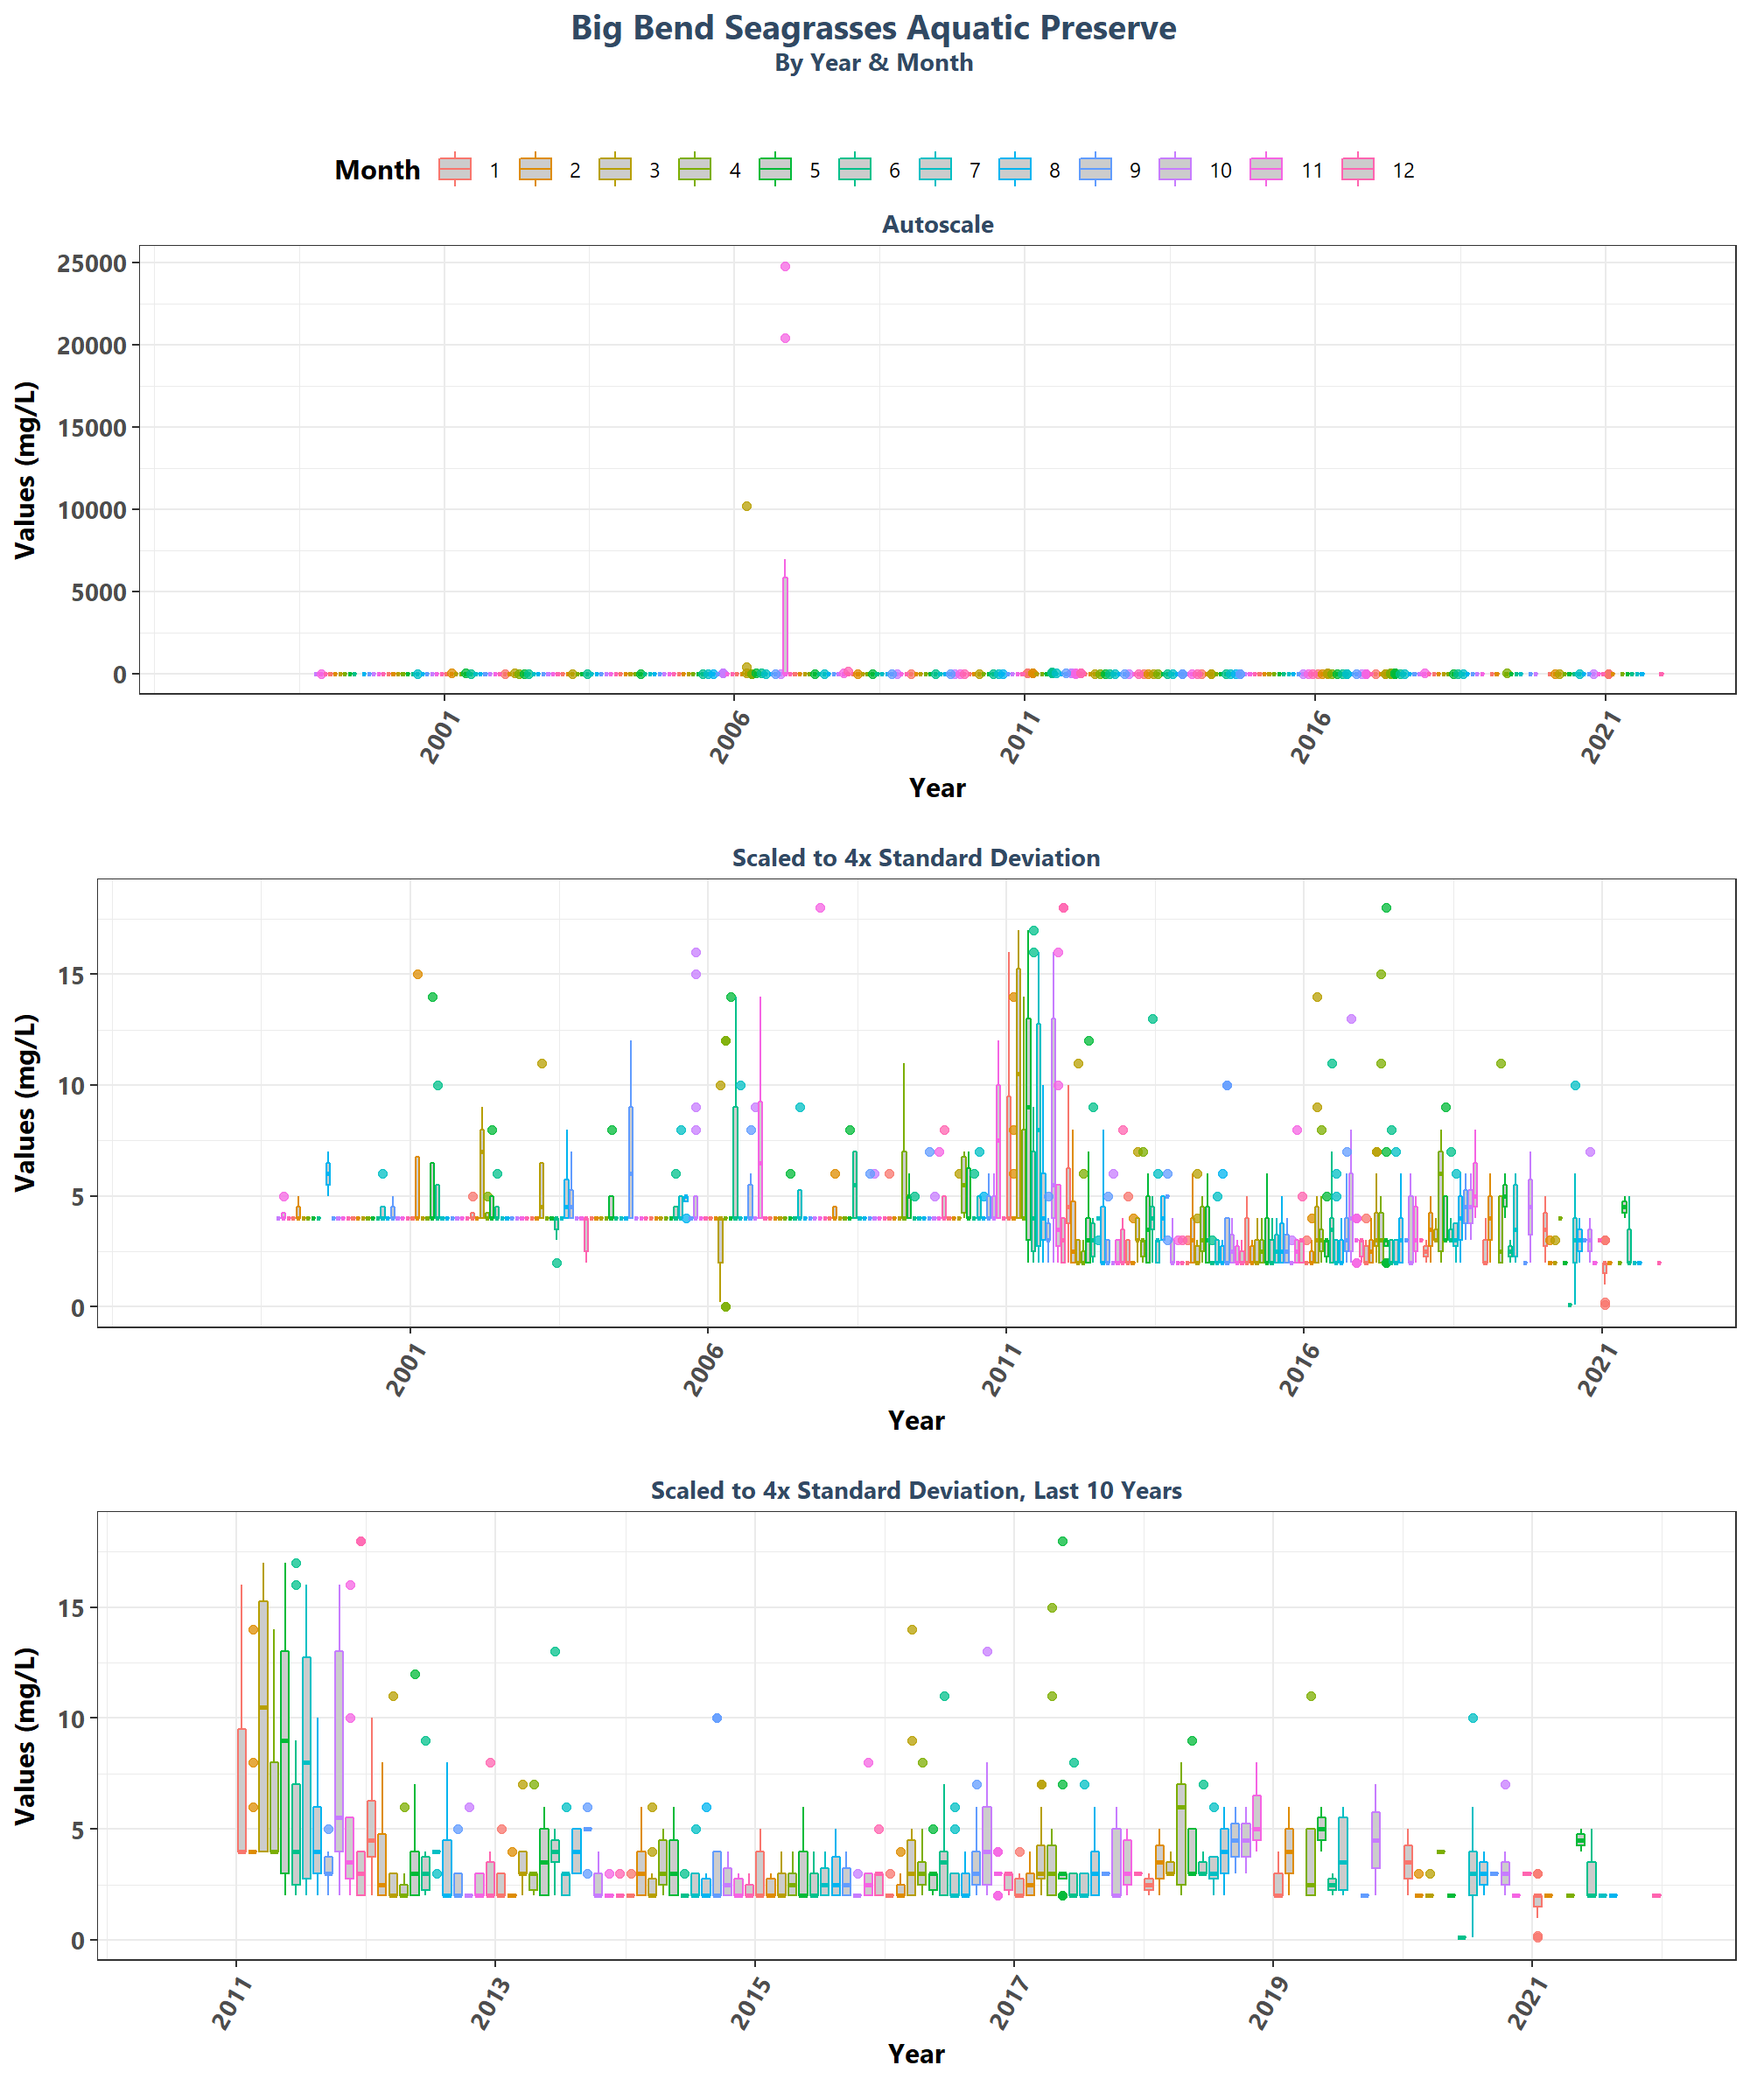 Big Bend Seagrasses Aquatic Preserve
By Year & Month
Month 1 2 3 4 5 6 7 8 9 10 11 12
Autoscale
Values (mg/L)
25000
20000
15000
10000
5000
0
2001 2006 2011 2016 2021
Year
Scaled to 4x Standard Deviation
Values (mg/L)
15
10
5
0
2001 2006 2011 2016 2021
Year
Scaled to 4x Standard Deviation, Last 10 Years
Values (mg/L)
15
10
5
0
2011 2013 2015 2017 2019 2021
Year